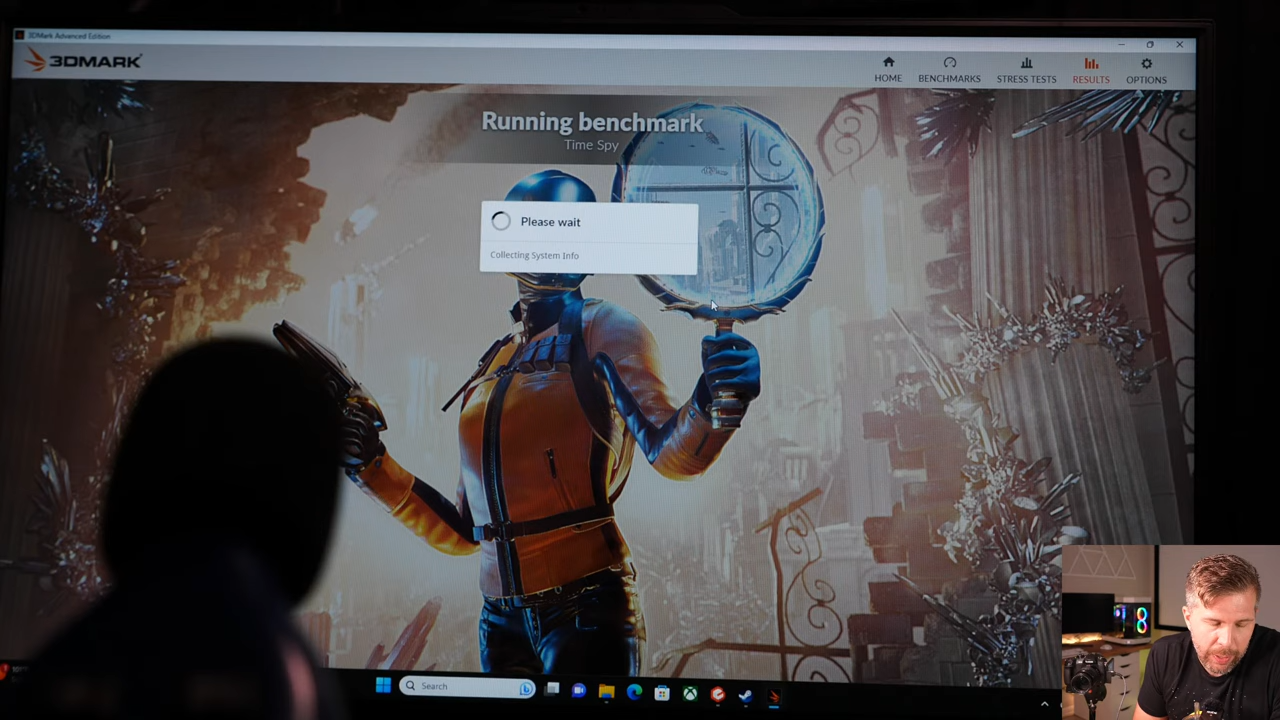 3DMark Advanced Edition
3DMARK
HOME
BENCHMARKS
STRESS TESTS
RESULTS
OPTIONS
Running benchmark
Time Spy
Please wait
Collecting System Info
Search